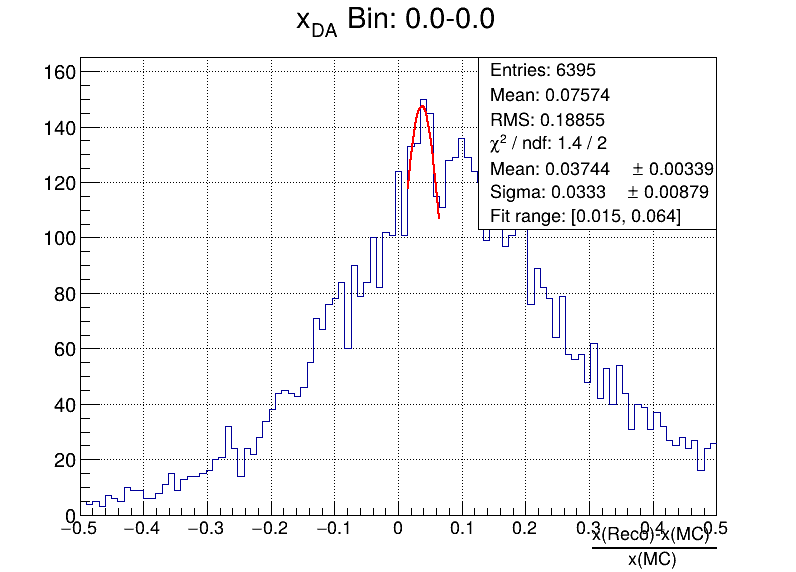 x_DA Bin: 0.0-0.0
Entries: 6395
Mean: 0.07574
RMS: 0.18855
χ² / ndf: 1.4 / 2
Mean: 0.03744 ± 0.00339
Sigma: 0.0333 ± 0.00879
Fit range: [0.015, 0.064]
160
140
120
100
80
60
40
20
0
−0.5 −0.4 −0.3 −0.2 −0.1 0 0.1 0.2 0.3 0.4 0.5
x(Reco)-x(MC)
x(MC)